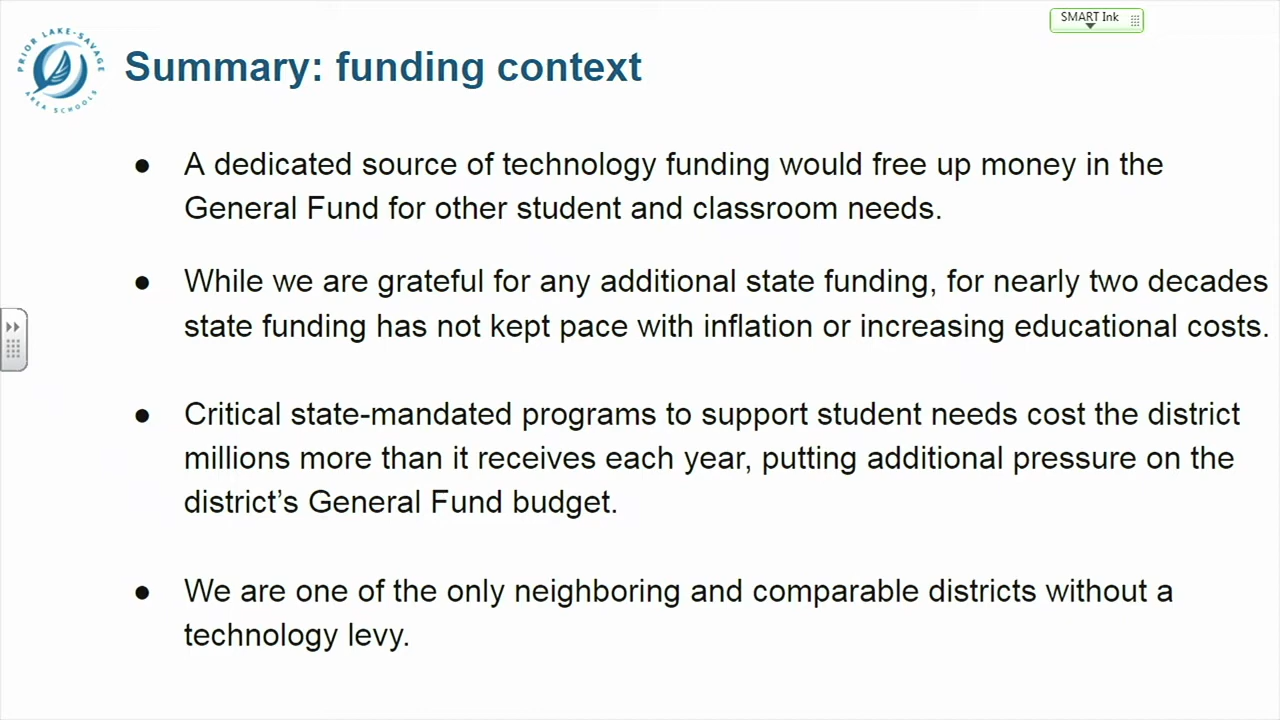 SMART Ink
PRIOR LAKE-SAVAGE
AREA SCHOOLS
Summary: funding context
● A dedicated source of technology funding would free up money in the
General Fund for other student and classroom needs.
● While we are grateful for any additional state funding, for nearly two decades
state funding has not kept pace with inflation or increasing educational costs.
● Critical state-mandated programs to support student needs cost the district
millions more than it receives each year, putting additional pressure on the
district's General Fund budget.
● We are one of the only neighboring and comparable districts without a
technology levy.